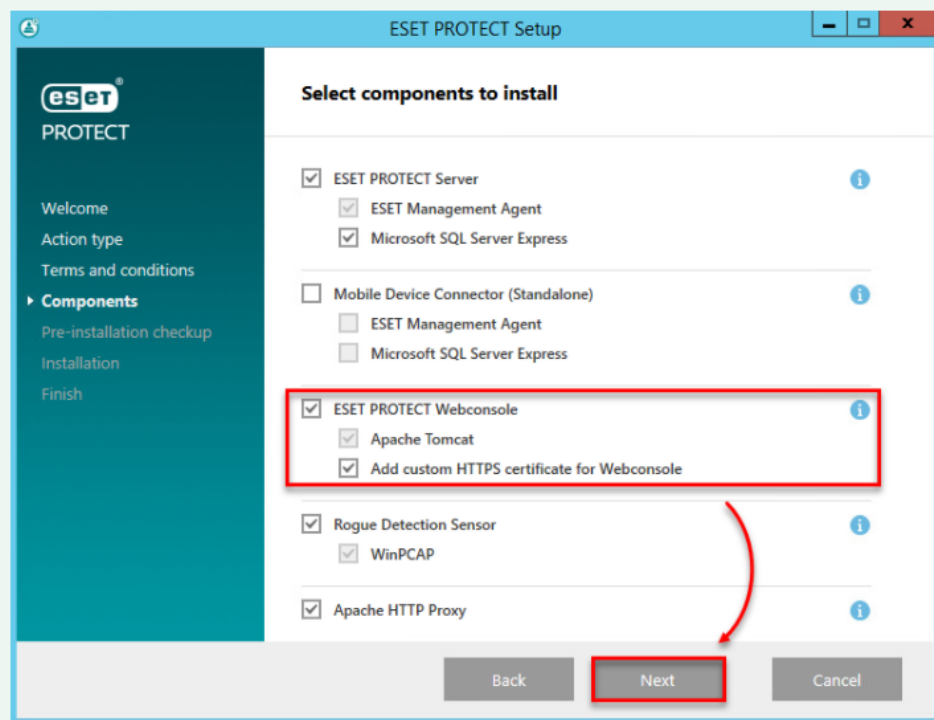 ESET PROTECT Setup
eset®
PROTECT
Welcome
Action type
Terms and conditions
Components
Pre-installation checkup
Installation
Finish
Select components to install
ESET PROTECT Server
ESET Management Agent
Microsoft SQL Server Express
Mobile Device Connector (Standalone)
ESET Management Agent
Microsoft SQL Server Express
ESET PROTECT Webconsole
Apache Tomcat
Add custom HTTPS certificate for Webconsole
Rogue Detection Sensor
WinPCAP
Apache HTTP Proxy
Back
Next
Cancel